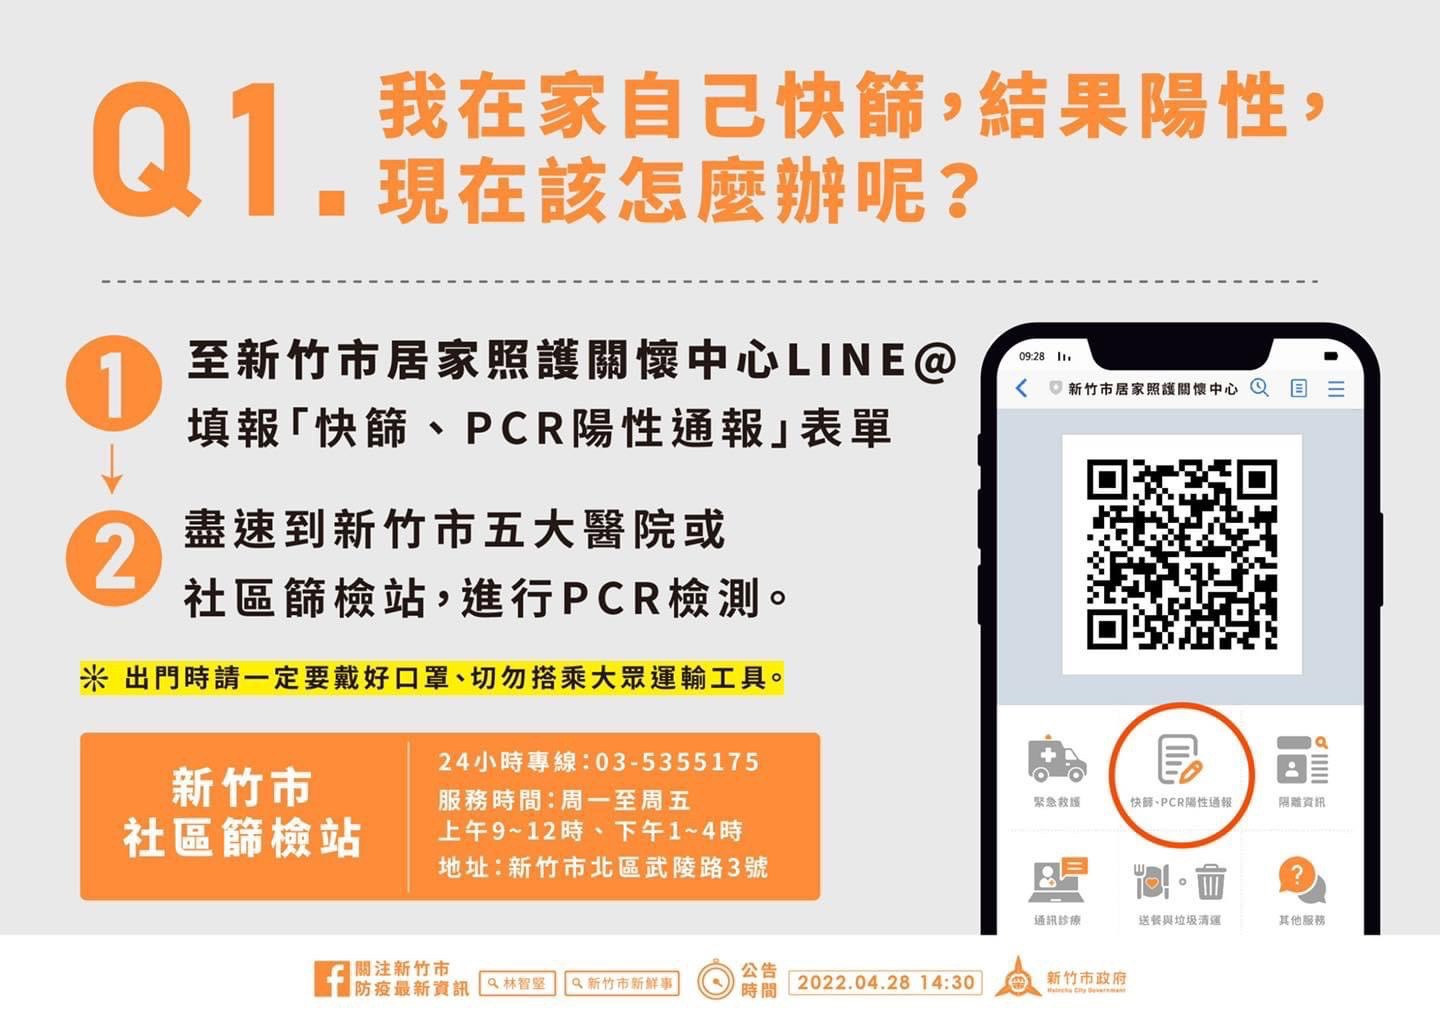 Q1.
我在家自己快篩，結果陽性，
現在該怎麼辦呢？
1
至新竹市居家照護關懷中心LINE@
填報「快篩、PCR陽性通報」表單
2
盡速到新竹市五大醫院或
社區篩檢站，進行PCR檢測。
※ 出門時請一定要戴好口罩、切勿搭乘大眾運輸工具。
新竹市
社區篩檢站
24小時專線：03-5355175
服務時間：周一至周五
上午9~12時、下午1~4時
地址：新竹市北區武陵路3號
09:28
新竹市居家照護關懷中心
緊急救護
快篩、PCR陽性通報
隔離資訊
通訊診療
送餐與垃圾清運
其他服務
關注新竹市
防疫最新資訊
林智堅
新竹市新鮮事
公告
時間
2022.04.28 14:30
新竹市政府
Hsinchu City Government